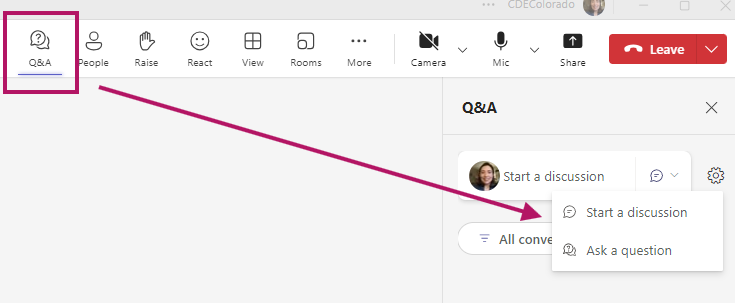 CDEColorado
Q&A
People
Raise
React
View
Rooms
More
Camera
Mic
Share
Leave
Q&A
Start a discussion
Start a discussion
All conve
Ask a question